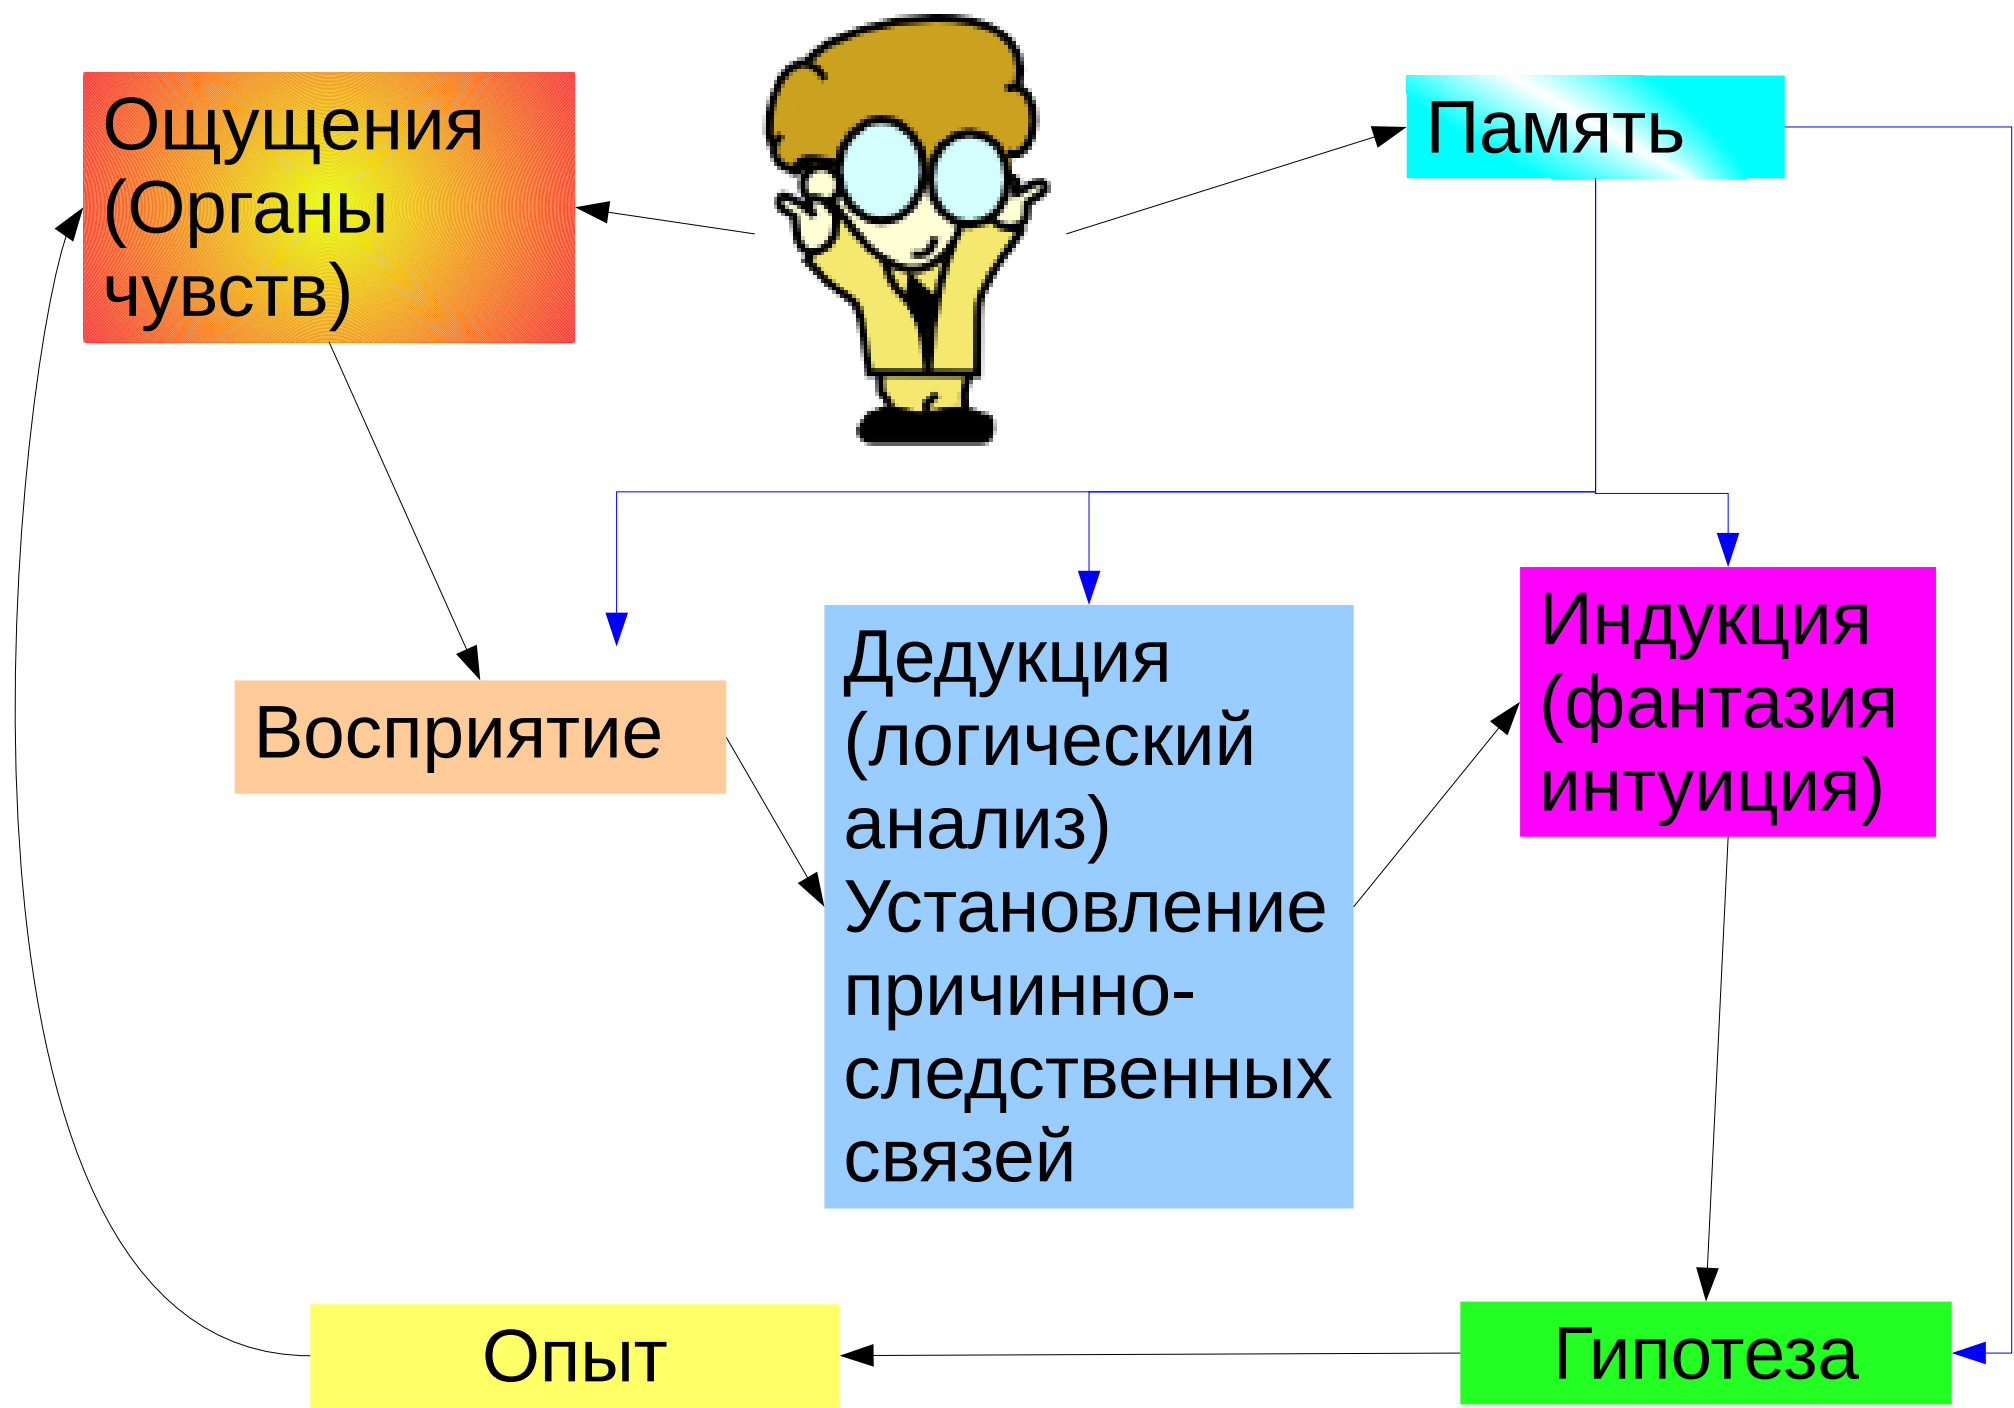 Ощущения
(Органы
чувств)
Память
Восприятие
Дедукция
(логический
анализ)
Установление
причинно-
следственных
связей
Индукция
(фантазия
интуиция)
Опыт
Гипотеза